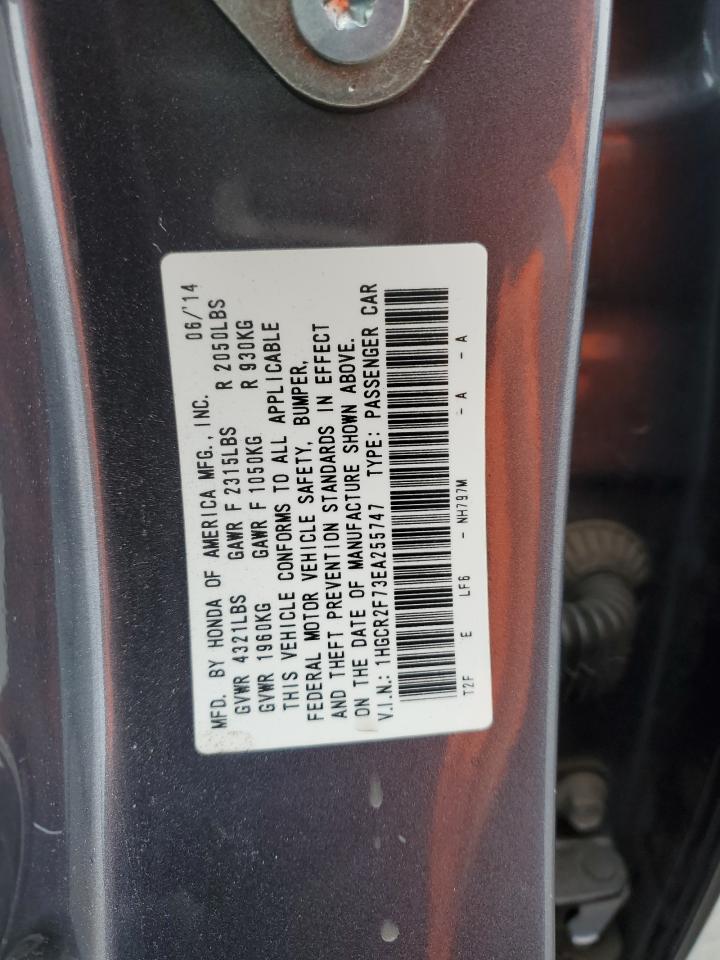 MFD. BY HONDA OF AMERICA MFG., INC. 06/'14
GVWR 4321LBS GAWR F 2315LBS R 2050LBS
GVWR 1960KG GAWR F 1050KG R 930KG
THIS VEHICLE CONFORMS TO ALL APPLICABLE
FEDERAL MOTOR VEHICLE SAFETY, BUMPER,
AND THEFT PREVENTION STANDARDS IN EFFECT
ON THE DATE OF MANUFACTURE SHOWN ABOVE.
V.I.N.: 1HGCR2F73EA255747 TYPE: PASSENGER CAR
T2F E LF6 - NH797M - A - A